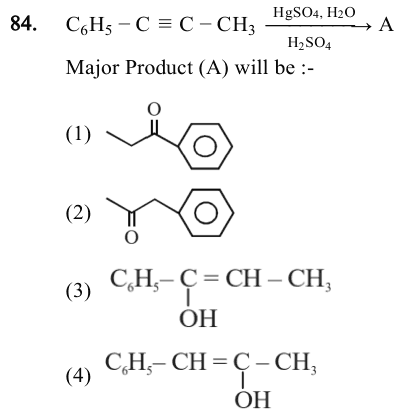 84. C₆H₅ – C ≡ C – CH₃ HgSO4, H2O A
H₂SO₄
Major Product (A) will be :-
(1) O
(2) O
(3) C₆H₅– C = CH – CH₃
OH
(4) C₆H₅– CH = C – CH₃
OH